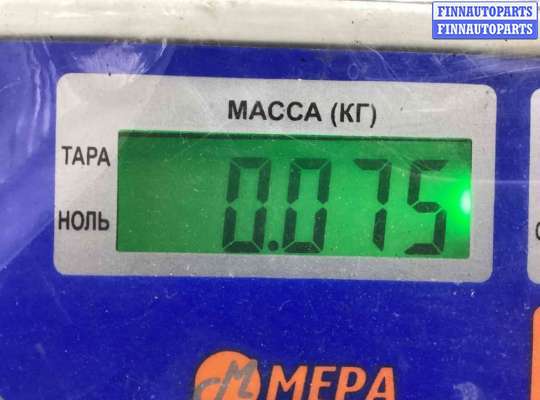 FINNAUTOPARTS
FINNAUTOPARTS
МАССА (КГ)
ТАРА
0.075
НОЛЬ
МЕРА